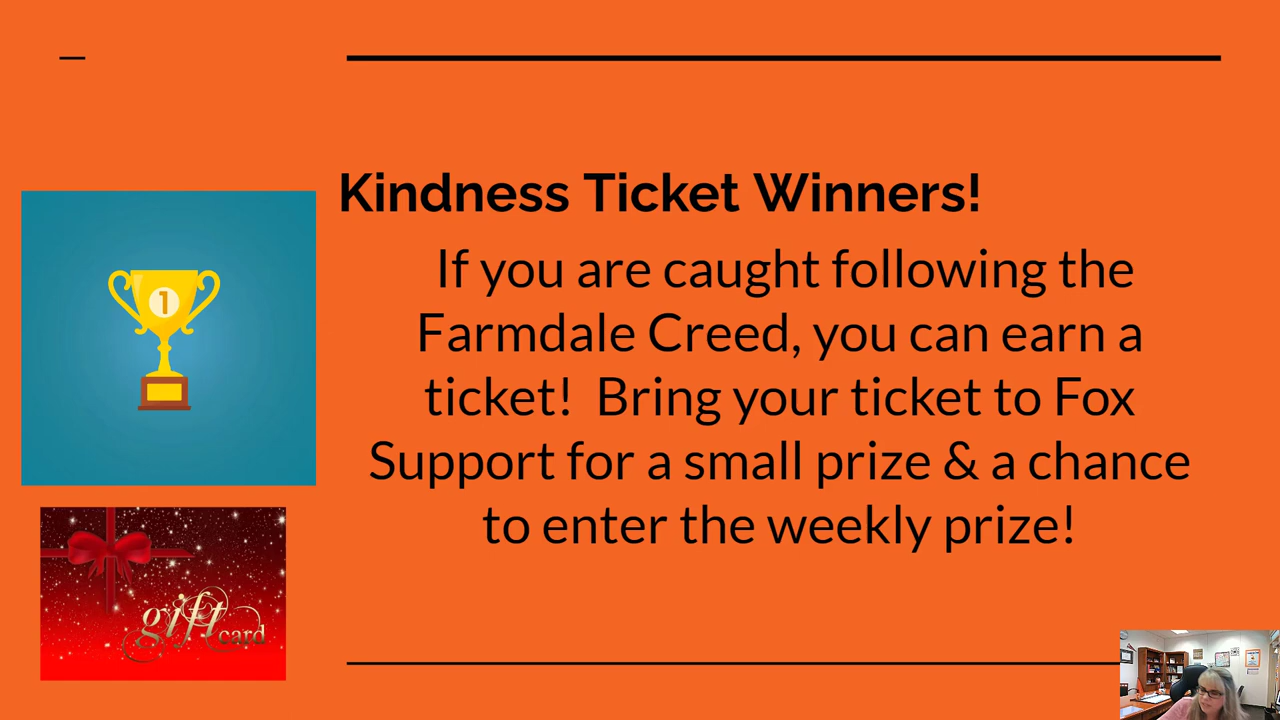 Kindness Ticket Winners!
If you are caught following the
Farmdale Creed, you can earn a
ticket!  Bring your ticket to Fox
Support for a small prize & a chance
to enter the weekly prize!
1
gift
card